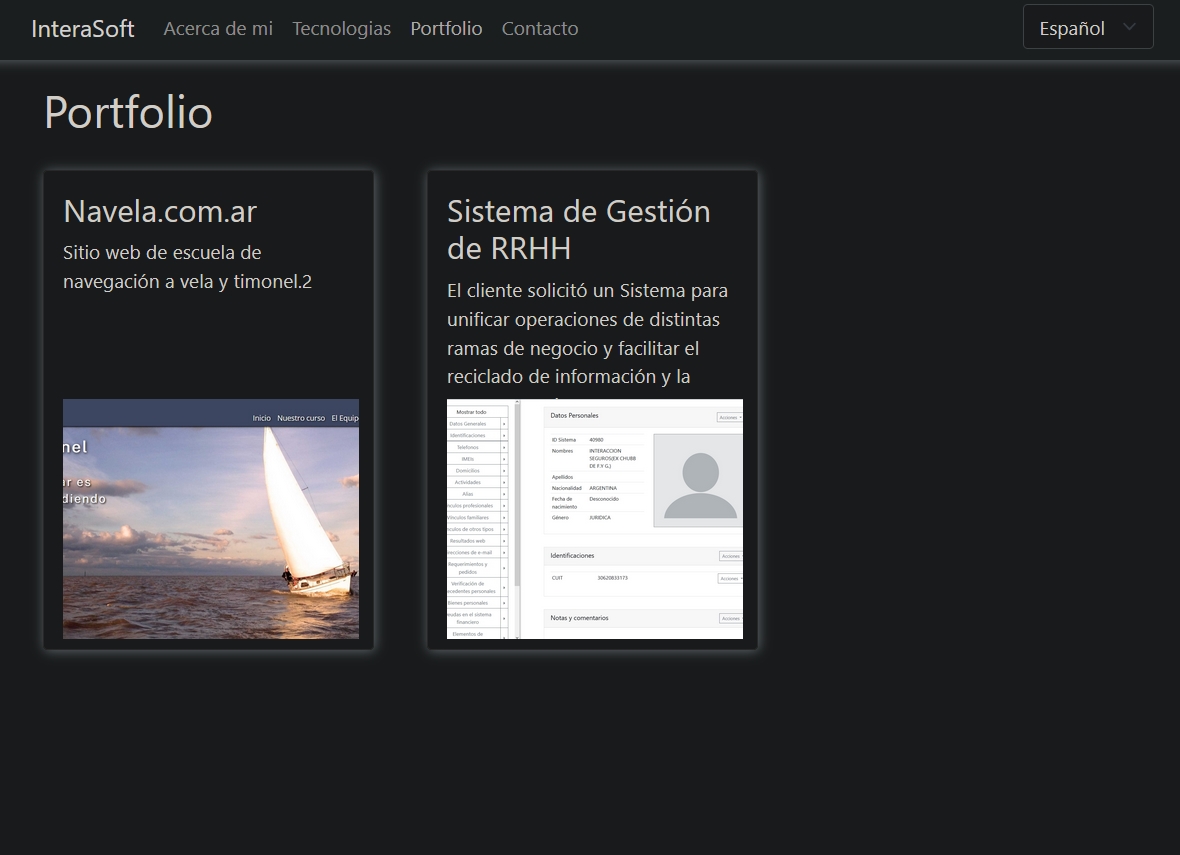 InteraSoft Acerca de mi Tecnologias Portfolio Contacto Español
Portfolio
Navela.com.ar
Sitio web de escuela de
navegación a vela y timonel.2
Inicio Nuestro curso El Equip
nel
ar es
diendo
Sistema de Gestión
de RRHH
El cliente solicitó un Sistema para
unificar operaciones de distintas
ramas de negocio y facilitar el
reciclado de información y la
Mostrar todo
Datos Generales
Identificaciones
Telefonos
IMEIs
Domicilios
Actividades
Alias
nculos profesionales
Vínculos familiares
nculos de otros tipos
Resultados web
recciones de e-mail
Requerimientos y
pedidos
Verificación de
ecedentes personales
Bienes personales
eudas en el sistema
financiero
Elementos de
Datos Personales Acciones
ID Sistema 40980
Nombres INTERACCION
SEGUROS(EX CHUBB
DE F.Y G.)
Apellidos
Nacionalidad ARGENTINA
Fecha de Desconocido
nacimiento
Género JURIDICA
Identificaciones Acciones
CUIT 30620833173 Acciones
Notas y comentarios Acciones